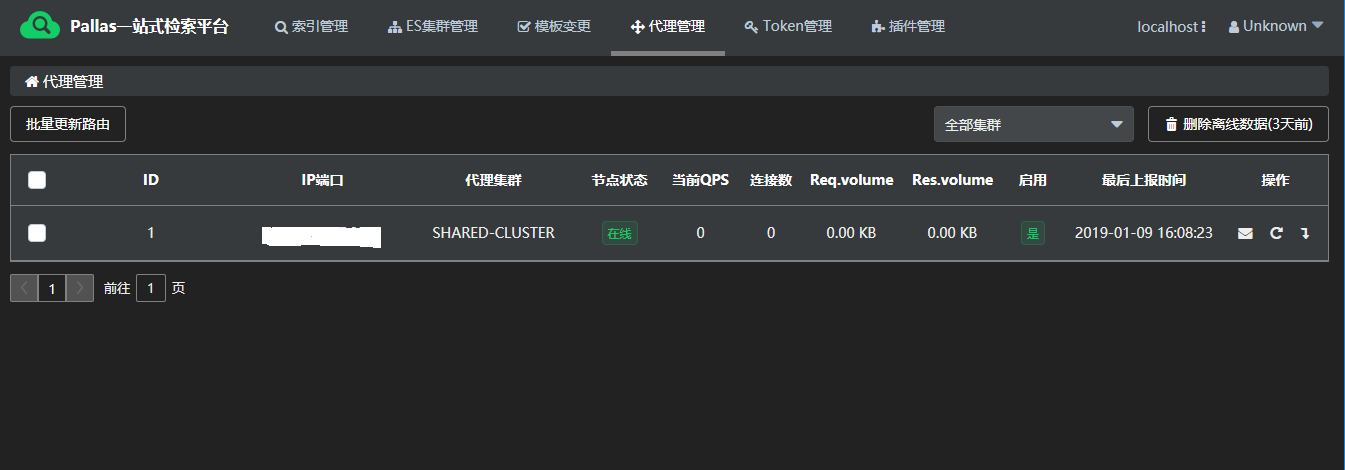 Pallas一站式检索平台 索引管理 ES集群管理 模板变更 代理管理 Token管理 插件管理 localhost Unknown
代理管理
批量更新路由 全部集群 删除离线数据(3天前)
ID IP端口 代理集群 节点状态 当前QPS 连接数 Req.volume Res.volume 启用 最后上报时间 操作
1 SHARED-CLUSTER 在线 0 0 0.00 KB 0.00 KB 是 2019-01-09 16:08:23
1 前往 1 页